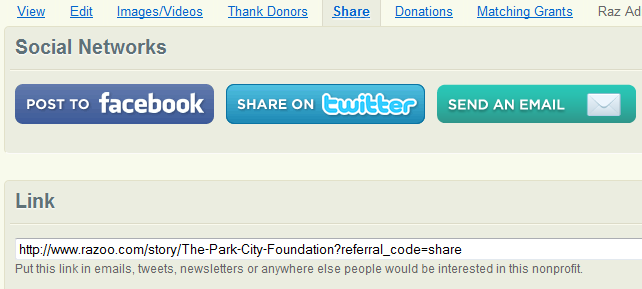 View Edit Images/Videos Thank Donors Share Donations Matching Grants Raz Ad
Social Networks
POST TO facebook SHARE ON twitter SEND AN EMAIL
Link
http://www.razoo.com/story/The-Park-City-Foundation?referral_code=share
Put this link in emails, tweets, newsletters or anywhere else people would be interested in this nonprofit.